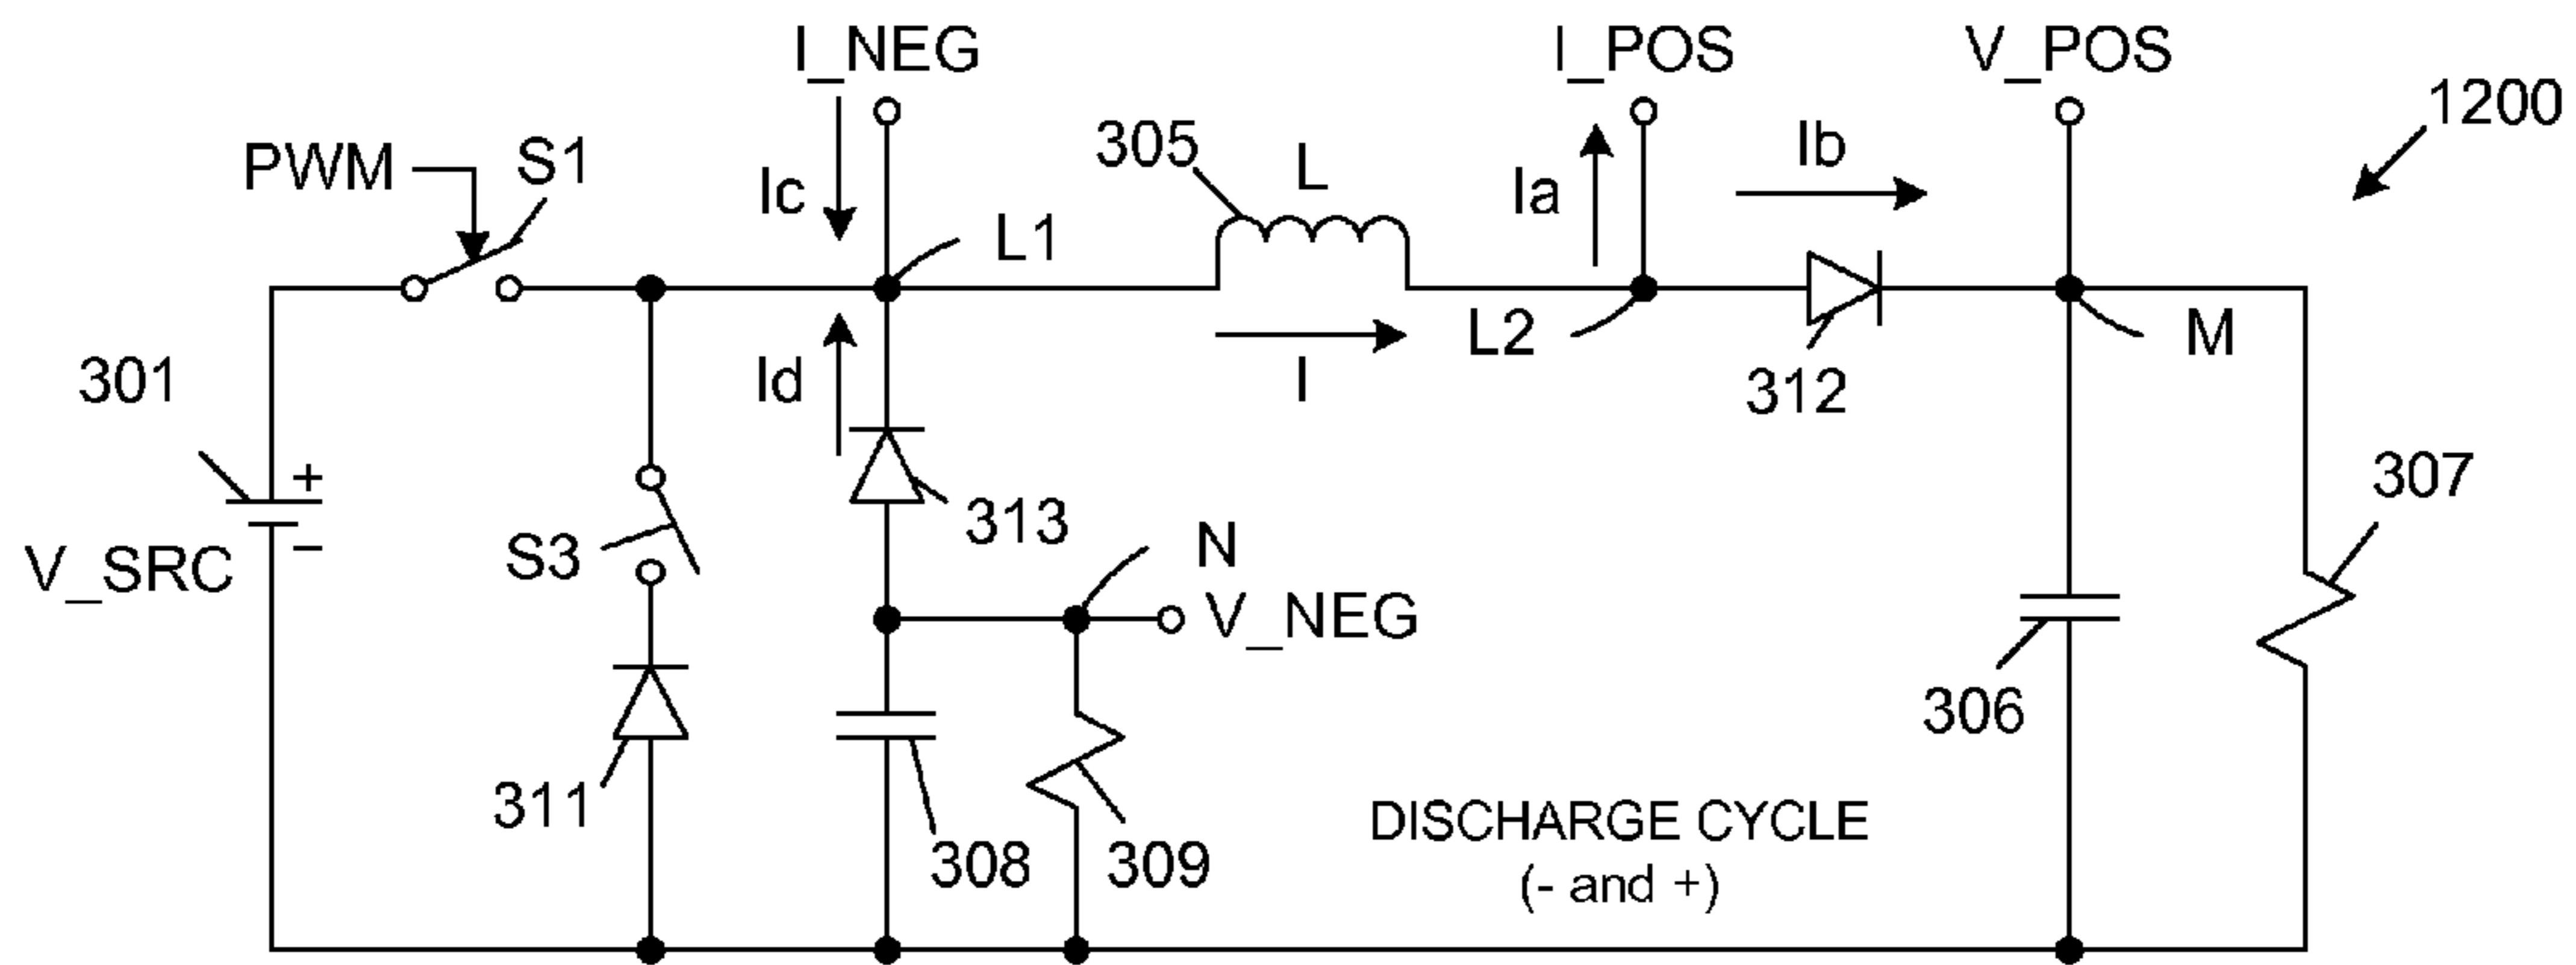 I_NEG
I_POS
V_POS
1200
PWM
S1
Ic
305
L
Ia
Ib
L1
L2
M
301
Id
I
312
+
307
313
S3
N
V_SRC
–
V_NEG
306
311
308
309
DISCHARGE CYCLE
(- and +)